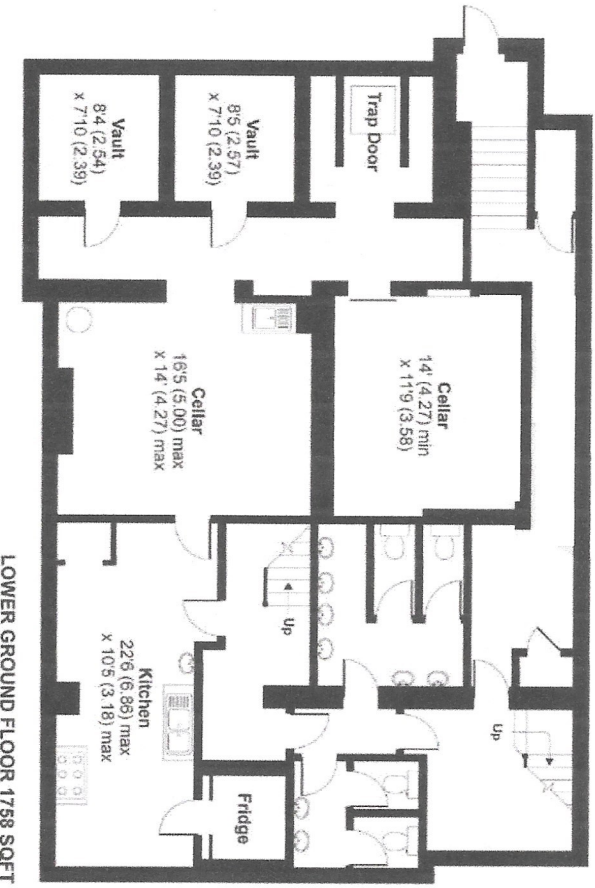 Vault
8'4 (2.54)
x 7'10 (2.39)
Vault
8'5 (2.57)
x 7'10 (2.39)
Trap Door
Cellar
16'5 (5.00) max
x 14' (4.27) max
Cellar
14' (4.27) min
x 11'9 (3.58)
Up
Kitchen
22'6 (6.86) max
x 10'5 (3.18) max
Up
Fridge
LOWER GROUND FLOOR 1758 SQFT